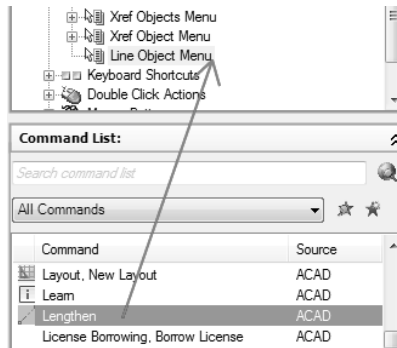 Xref Objects Menu
Xref Object Menu
Line Object Menu
Keyboard Shortcuts
Double Click Actions
Command List:
Search command list
All Commands
Command Source
Layout, New Layout ACAD
Learn ACAD
Lengthen ACAD
License Borrowing, Borrow License ACAD